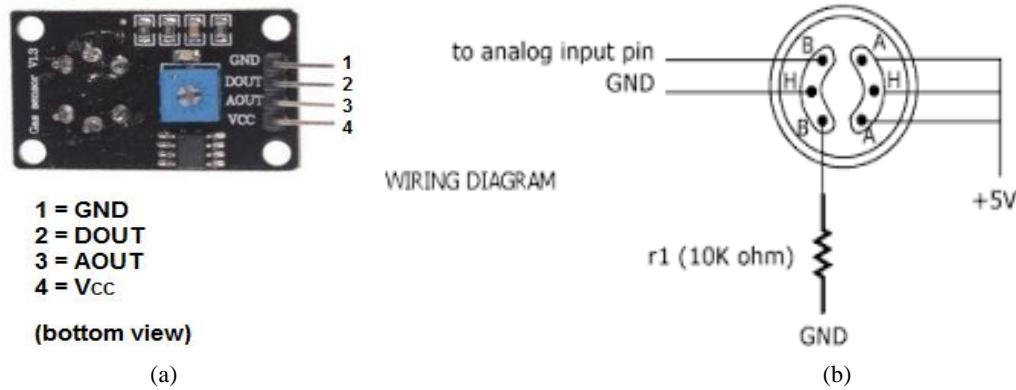 Gas sensor V1.3
GND
DOUT
AOUT
VCC
1
2
3
4
1 = GND
2 = DOUT
3 = AOUT
4 = Vcc
(bottom view)
(a)
WIRING DIAGRAM
to analog input pin
GND
B
A
H
H
B
A
+5V
r1 (10K ohm)
GND
(b)